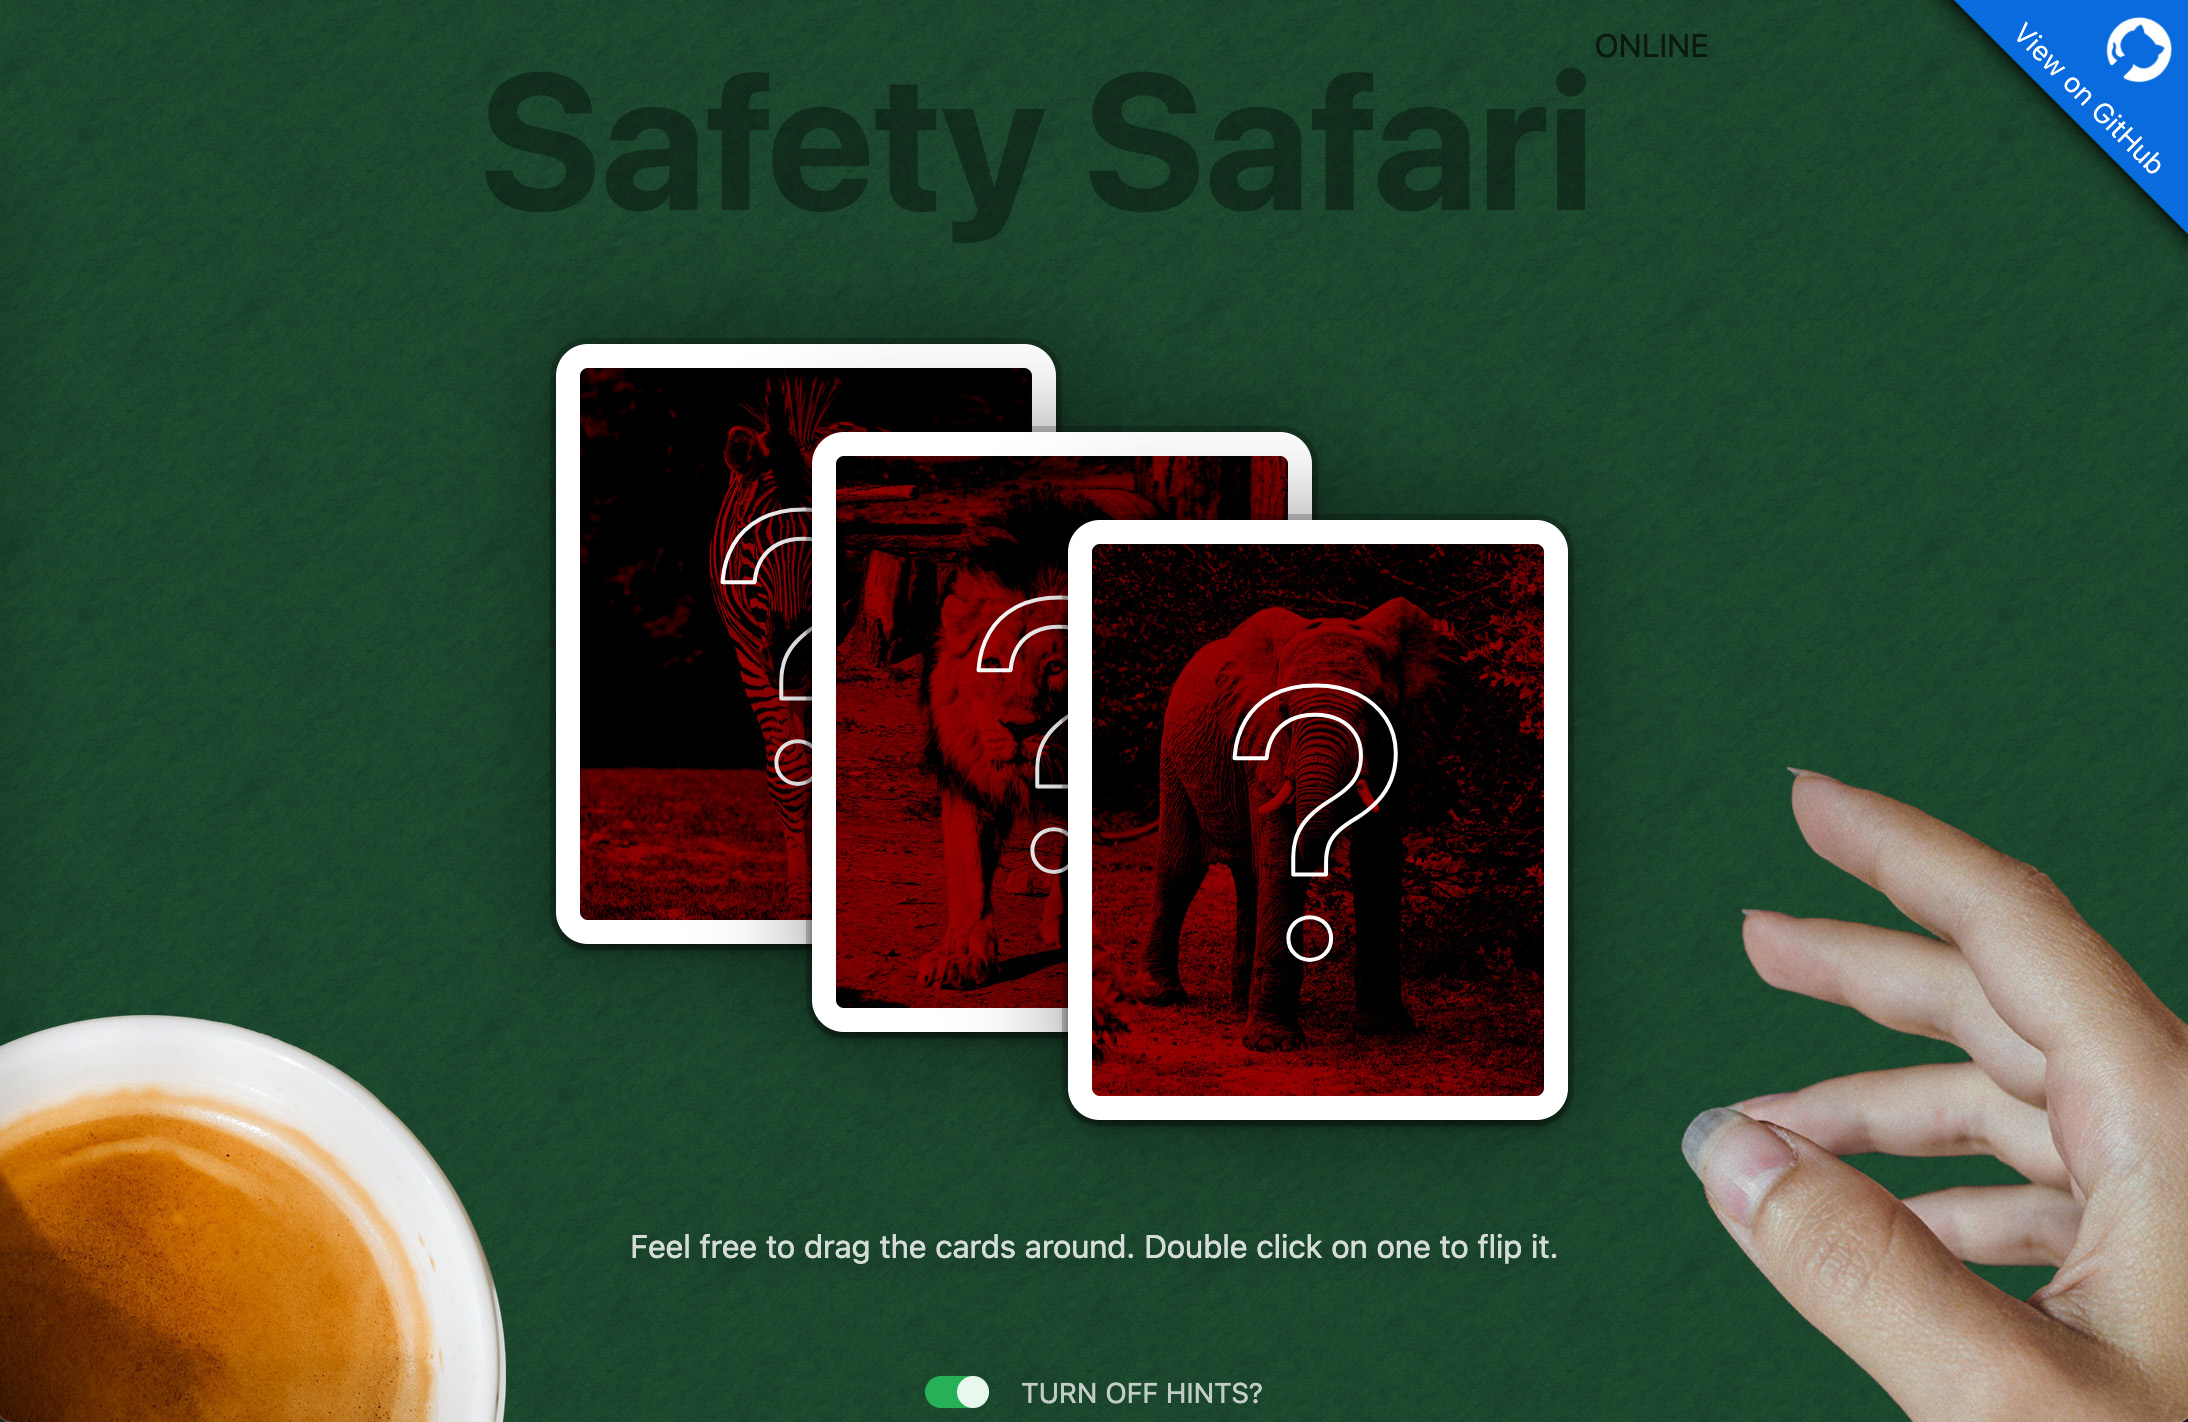 ONLINE
Safety Safari
View on GitHub
?
?
?
Feel free to drag the cards around. Double click on one to flip it.
TURN OFF HINTS?